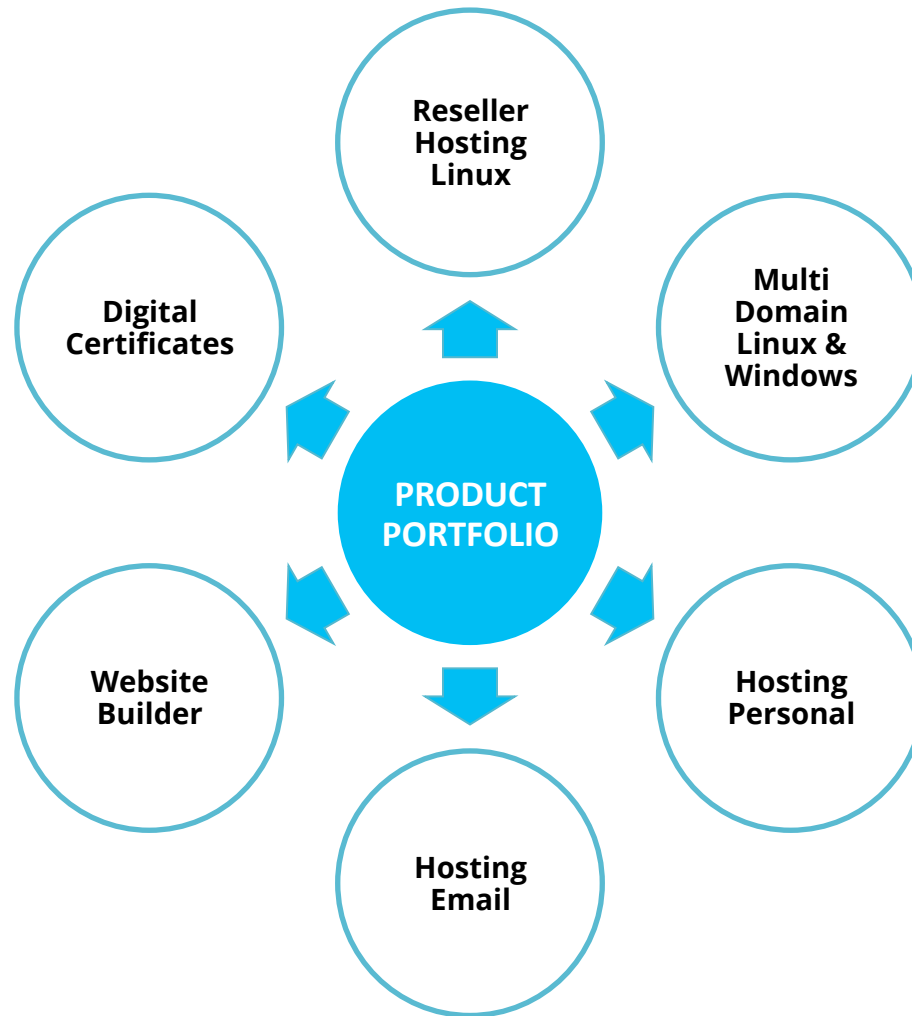 Reseller
Hosting
Linux
Multi
Domain
Linux &
Windows
Digital
Certificates
PRODUCT
PORTFOLIO
Website
Builder
Hosting
Personal
Hosting
Email